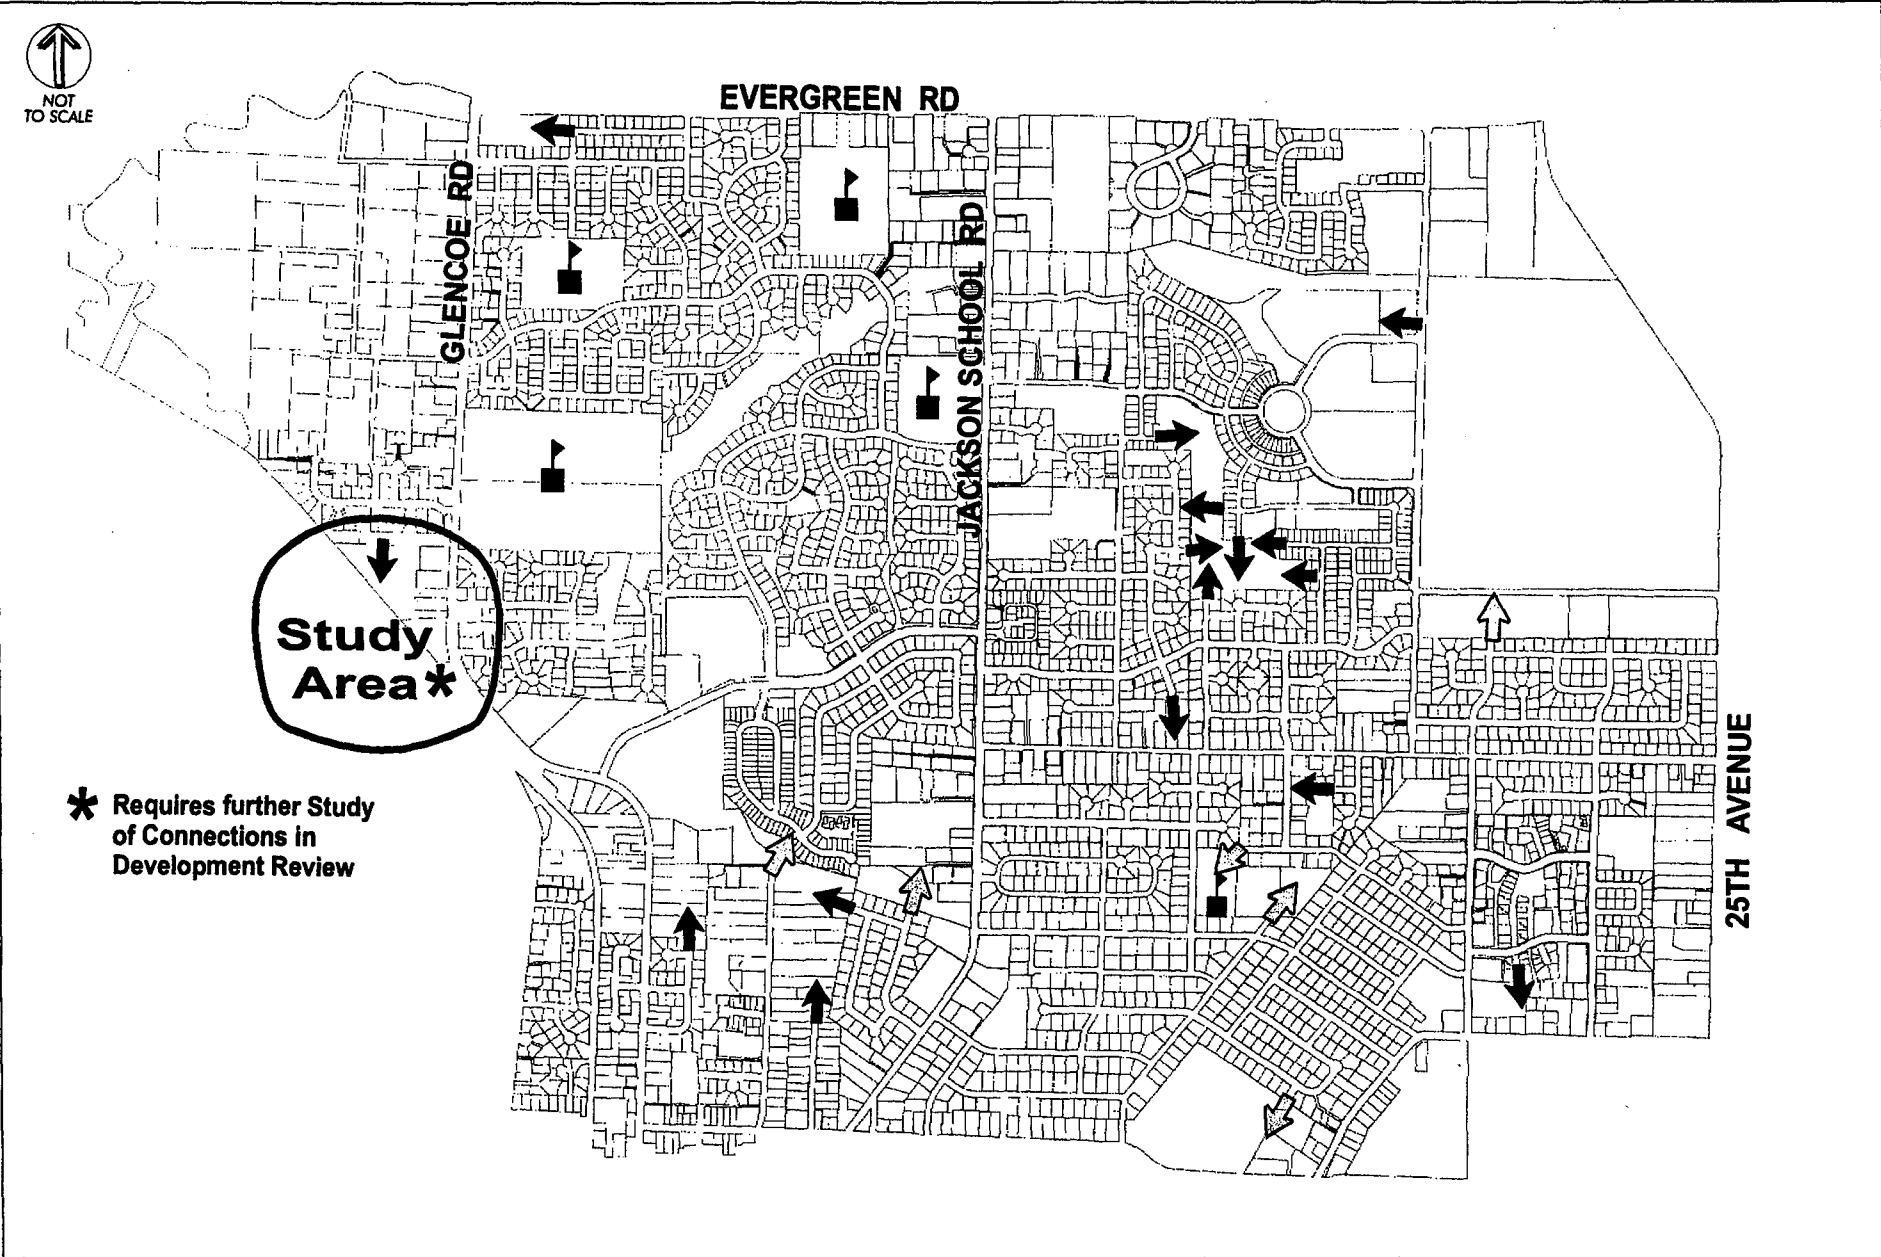 NOT
TO SCALE
EVERGREEN RD
GLENCOE RD
JACKSON SCHOOL RD
Study
Area*
* Requires further Study
of Connections in
Development Review
25TH AVENUE